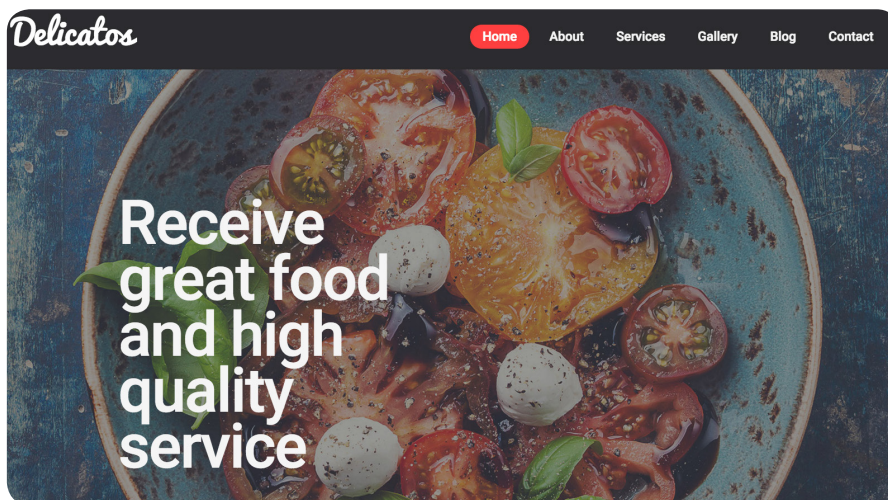 Delicatos
Home About Services Gallery Blog Contact
Receive
great food
and high
quality
service